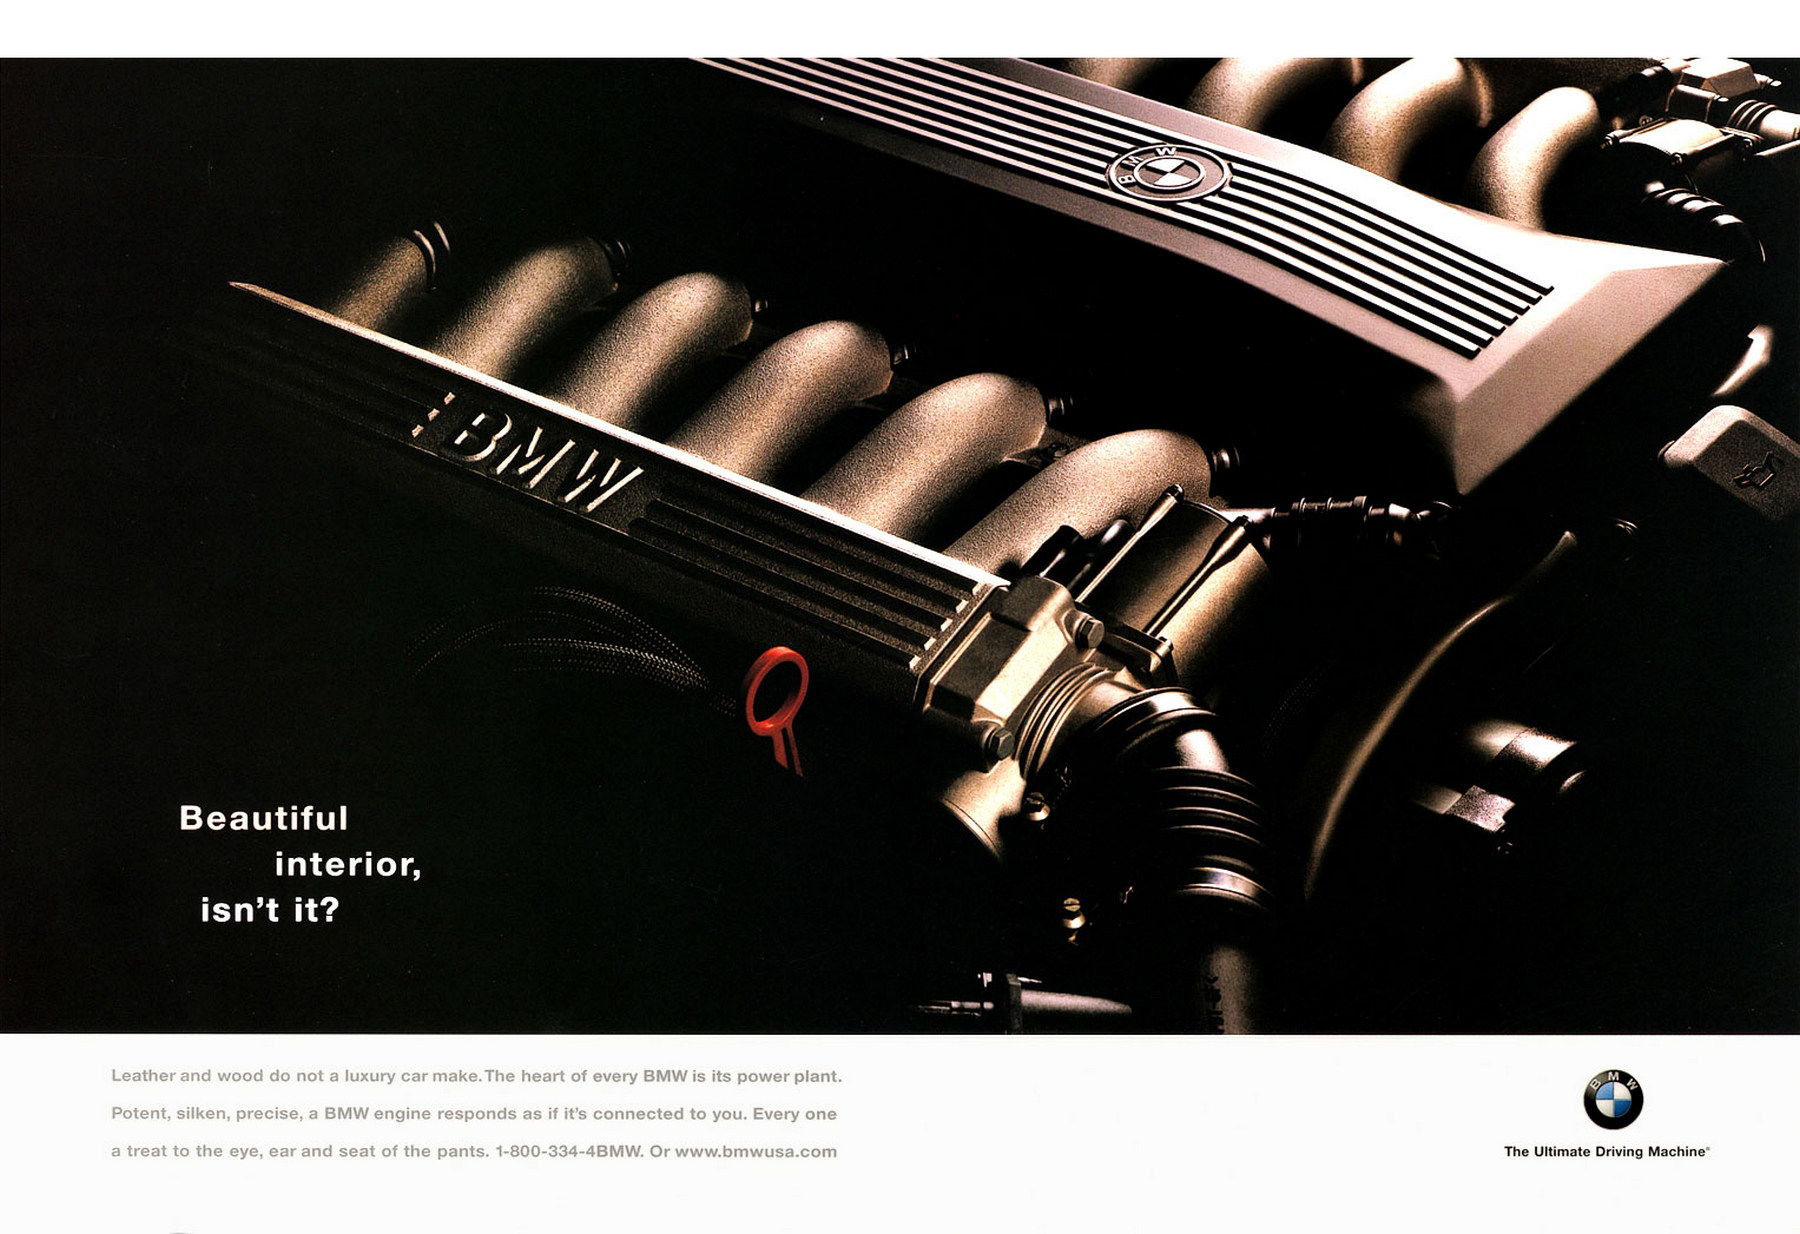 BMW
BMW
Beautiful
interior,
isn't it?
Leather and wood do not a luxury car make. The heart of every BMW is its power plant.
Potent, silken, precise, a BMW engine responds as if it's connected to you. Every one
a treat to the eye, ear and seat of the pants. 1-800-334-4BMW. Or www.bmwusa.com
BMW
The Ultimate Driving Machine®